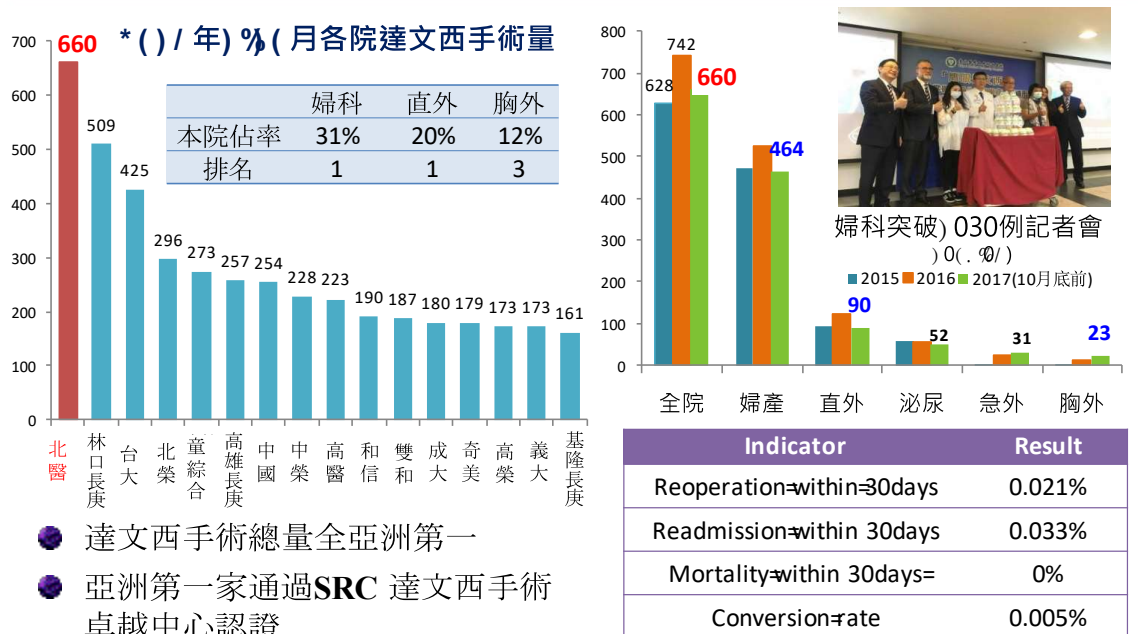 * ( ) / 年) %( 月各院達文西手術量
700
600
500
400
300
200
100
0
660
509
425
296
273
257
254
228
223
190
187
180
179
173
173
161
婦科 直外 胸外
本院佔率 31% 20% 12%
排名 1 1 3
北醫
林口長庚
台大
北榮
童綜合
高雄長庚
中國
中榮
高醫
和信
雙和
成大
奇美
高榮
義大
基隆長庚
達文西手術總量全亞洲第一
亞洲第一家通過SRC 達文西手術
卓越中心認證
800
700
600
500
400
300
200
100
0
628
742
660
464
90
52
31
23
婦科突破) 030例記者會
2015 2016 2017(10月底前)
全院 婦產 直外 泌尿 急外 胸外
Indicator Result
Reoperation=within=30days 0.021%
Readmission=within 30days 0.033%
Mortality=within 30days= 0%
Conversion=rate 0.005%